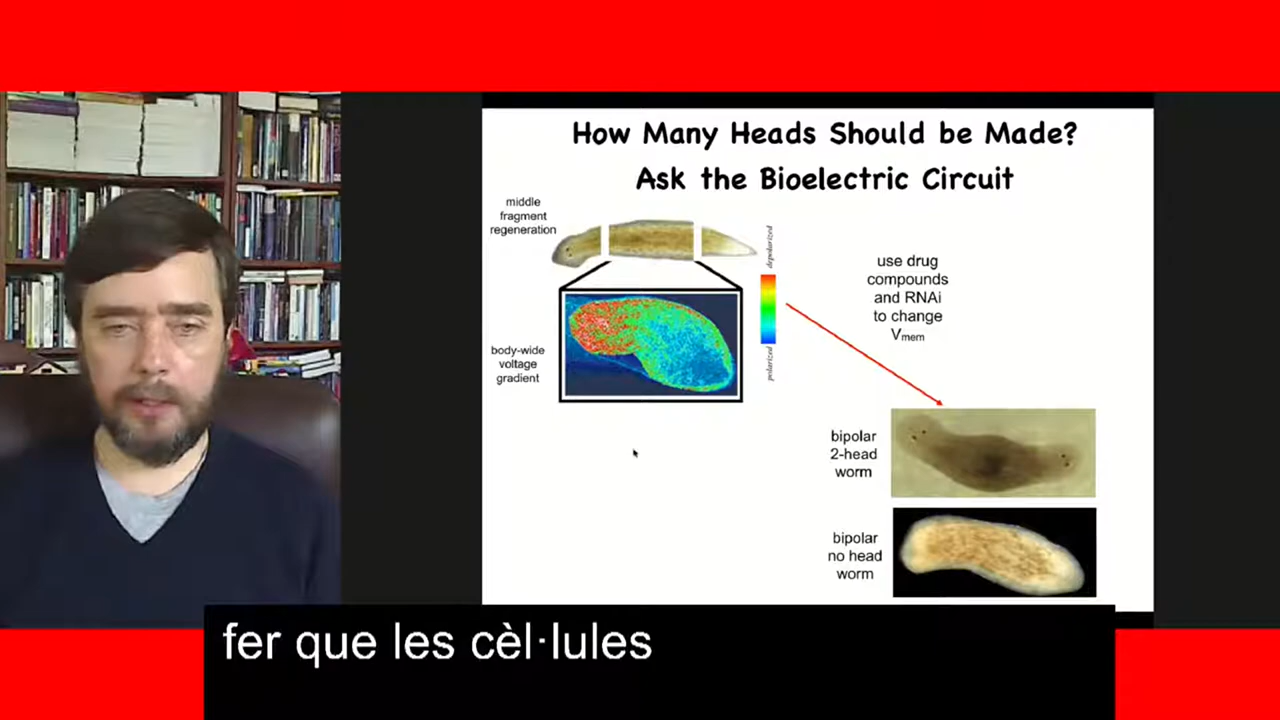 How Many Heads Should be Made?
Ask the Bioelectric Circuit
middle
fragment
regeneration
depolarized
polarized
body-wide
voltage
gradient
use drug
compounds
and RNAi
to change
Vmem
bipolar
2-head
worm
bipolar
no head
worm
fer que les cèl·lules